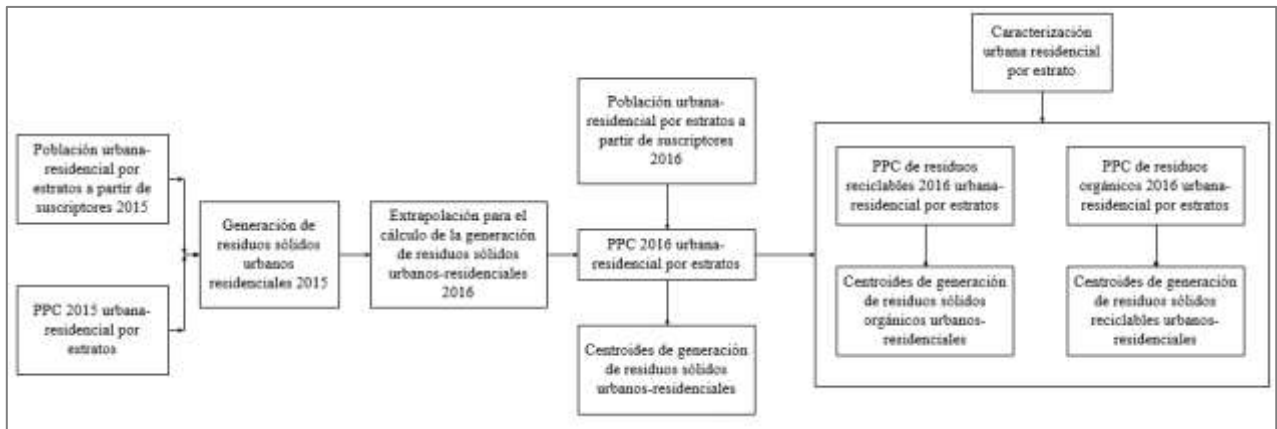 Población urbana-
residencial por
estratos a partir de
suscriptores 2015
PPC 2015 urbana-
residencial por
estratos
Generación de
residuos sólidos
urbanos
residenciales 2015
Extrapolación para el
cálculo de la generación
de residuos sólidos
urbanos-residenciales
2016
Población urbana-
residencial por estratos a
partir de suscriptores
2016
PPC 2016 urbana-
residencial por estratos
Centroides de generación
de residuos sólidos
urbanos-residenciales
Caracterización
urbana residencial
por estrato
PPC de residuos
reciclables 2016 urbana-
residencial por estratos
Centroides de generación
de residuos sólidos
orgánicos urbanos-
residenciales
PPC de residuos
orgánicos 2016 urbana-
residencial por estratos
Centroides de generación
de residuos sólidos
reciclables urbanos-
residenciales